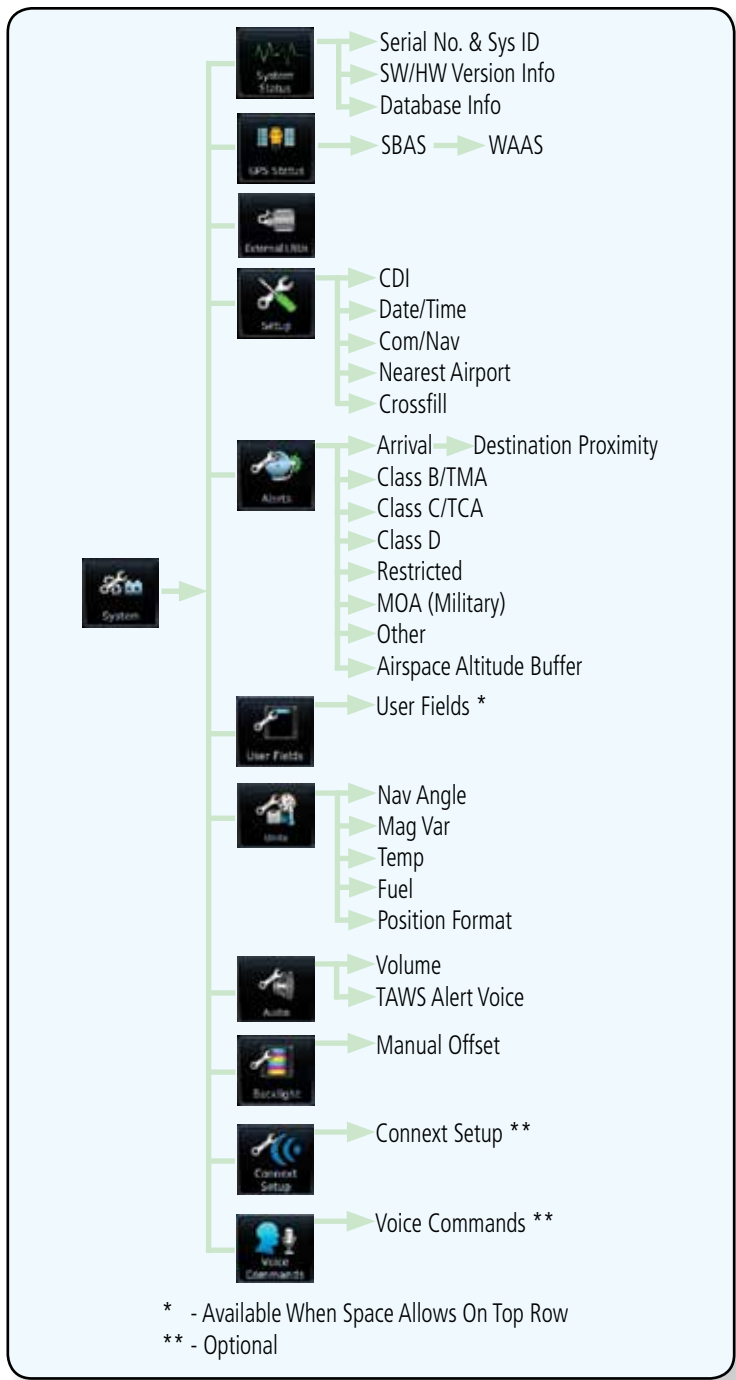 System
Status
Serial No. & Sys ID
SW/HW Version Info
Database Info
GPS Status
SBAS
WAAS
External LRUs
Setup
CDI
Date/Time
Com/Nav
Nearest Airport
Crossfill
Alerts
Arrival
Destination Proximity
Class B/TMA
Class C/TCA
Class D
Restricted
MOA (Military)
Other
Airspace Altitude Buffer
System
User Fields
User Fields *
Units
Nav Angle
Mag Var
Temp
Fuel
Position Format
Audio
Volume
TAWS Alert Voice
Backlight
Manual Offset
Connext
Setup
Connext Setup **
Voice
Commands
Voice Commands **
* - Available When Space Allows On Top Row
** - Optional